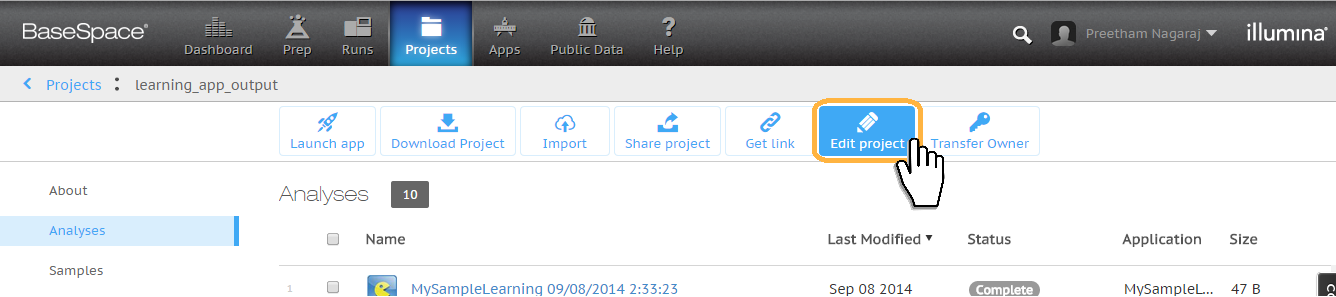 BaseSpace®
Dashboard Prep Runs Projects Apps Public Data Help Preetham Nagaraj illumina®
Projects : learning_app_output
Launch app Download Project Import Share project Get link Edit project Transfer Owner
About
Analyses
Samples
Analyses 10
Name Last Modified Status Application Size
1 MySampleLearning 09/08/2014 2:33:23 Sep 08 2014 Complete MySampleL... 47 B